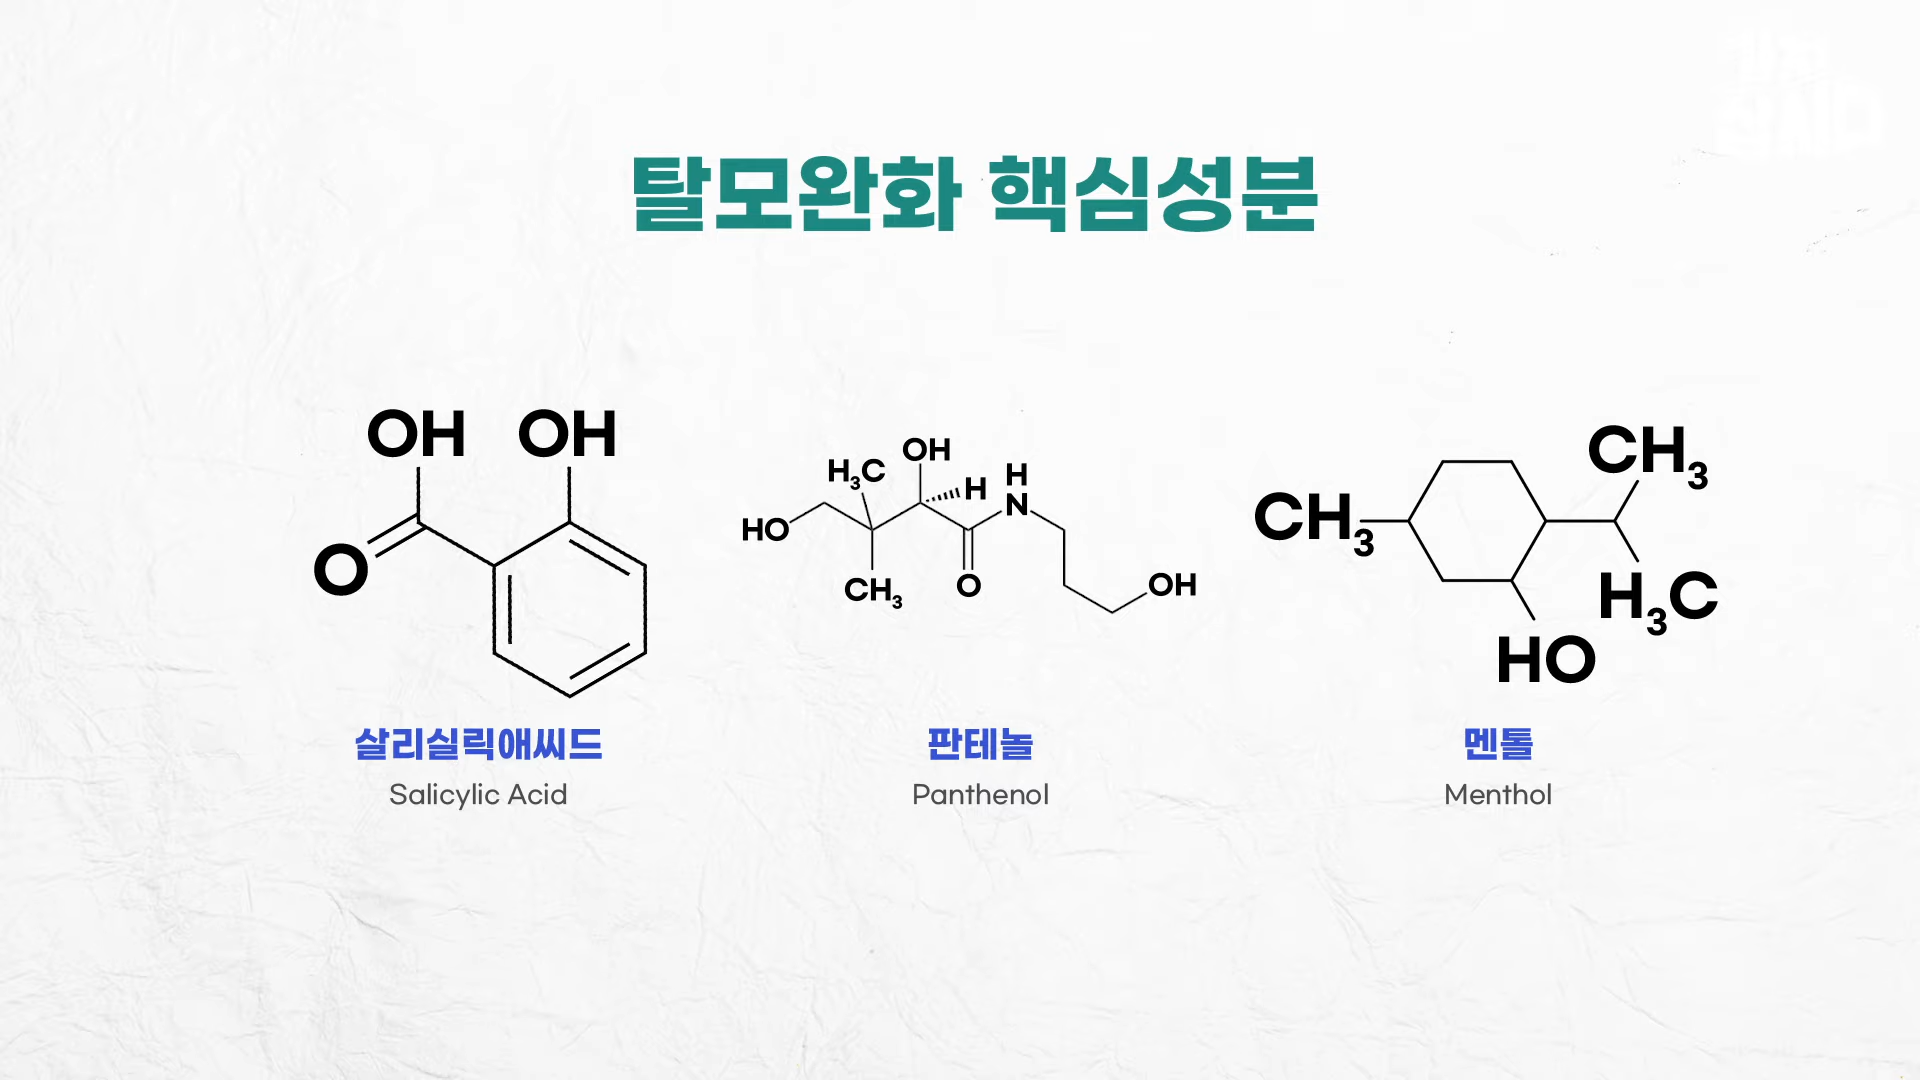 탈모완화 핵심성분
OH OH
O
H3C OH H H
HO N
CH3 O OH
CH3 CH3
H3C
HO
살리실릭애씨드 판테놀 멘톨
Salicylic Acid Panthenol Menthol